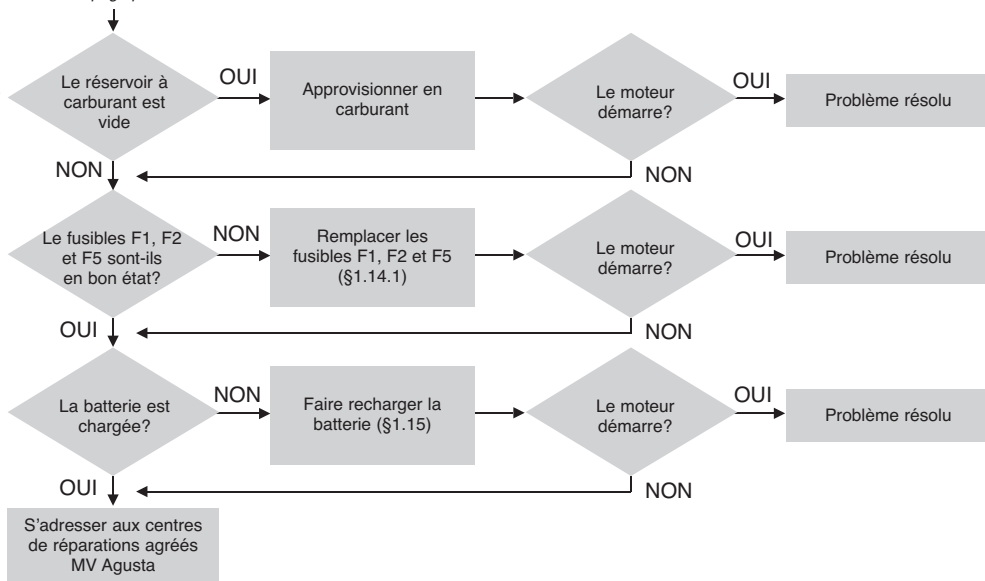 Le réservoir à
carburant est
vide
OUI
Approvisionner en
carburant
Le moteur
démarre?
OUI
Problème résolu
NON
NON
Le fusibles F1, F2
et F5 sont-ils
en bon état?
NON
Remplacer les
fusibles F1, F2 et F5
(§1.14.1)
Le moteur
démarre?
OUI
Problème résolu
OUI
NON
La batterie est
chargée?
NON
Faire recharger la
batterie (§1.15)
Le moteur
démarre?
OUI
Problème résolu
OUI
NON
S'adresser aux centres
de réparations agréés
MV Agusta